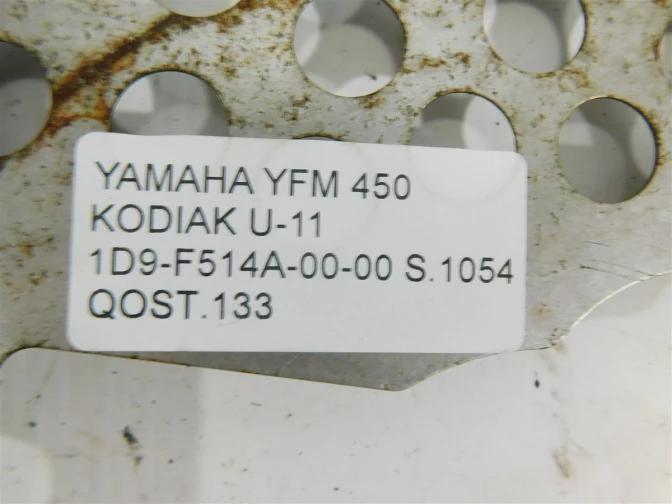 YAMAHA YFM 450
KODIAK U-11
1D9-F514A-00-00 S.1054
QOST.133